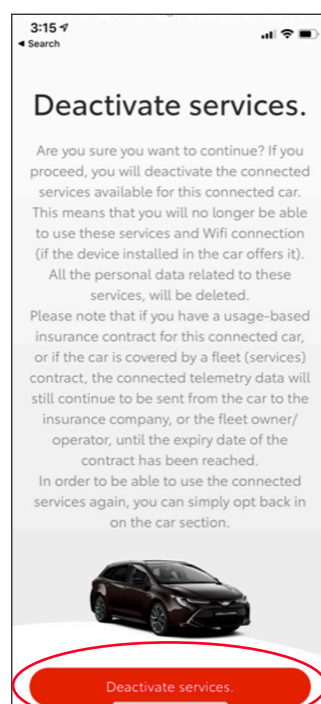 3:15
Search
Deactivate services.
Are you sure you want to continue? If you
proceed, you will deactivate the connected
services available for this connected car.
This means that you will no longer be able
to use these services and Wifi connection
(if the device installed in the car offers it).
All the personal data related to these
services, will be deleted.
Please note that if you have a usage-based
insurance contract for this connected car,
or if the car is covered by a fleet (services)
contract, the connected telemetry data will
still continue to be sent from the car to the
insurance company, or the fleet owner/
operator, until the expiry date of the
contract has been reached.
In order to be able to use the connected
services again, you can simply opt back in
on the car section.
Deactivate services.